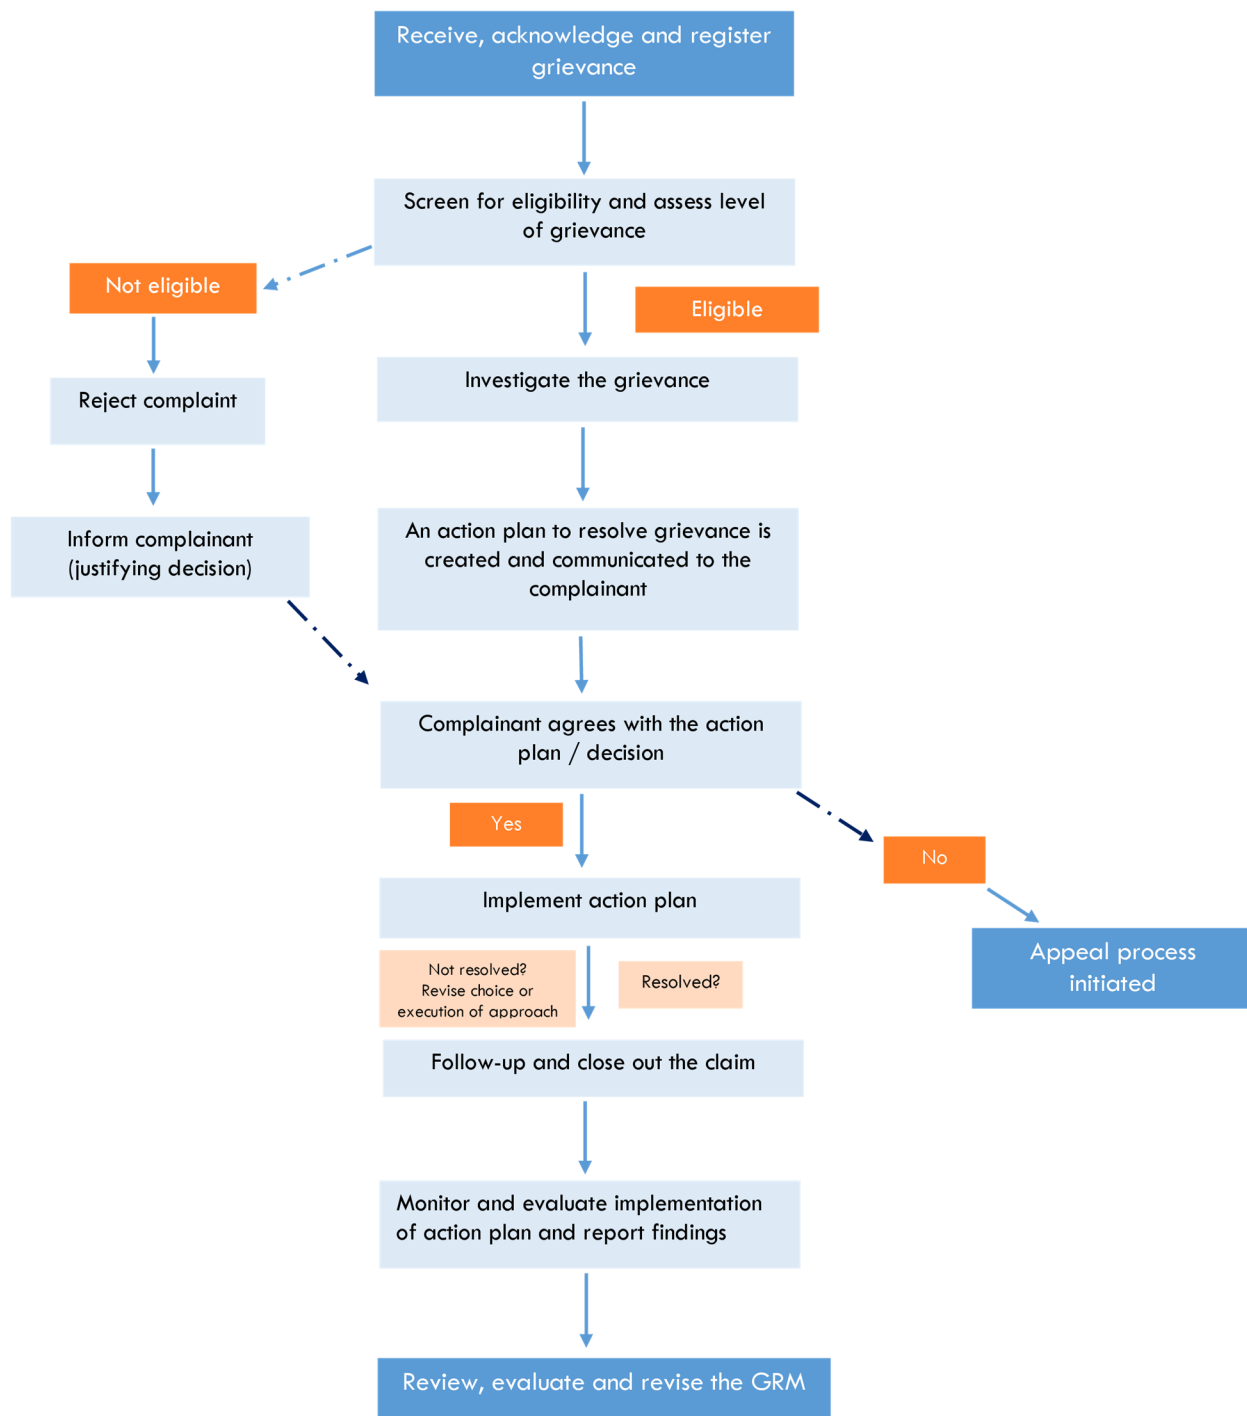 Receive, acknowledge and register
grievance
Screen for eligibility and assess level
of grievance
Not eligible
Eligible
Investigate the grievance
Reject complaint
An action plan to resolve grievance is
created and communicated to the
complainant
Inform complainant
(justifying decision)
Complainant agrees with the action
plan / decision
Yes
No
Implement action plan
Appeal process
initiated
Not resolved?
Revise choice or
execution of approach
Resolved?
Follow-up and close out the claim
Monitor and evaluate implementation
of action plan and report findings
Review, evaluate and revise the GRM